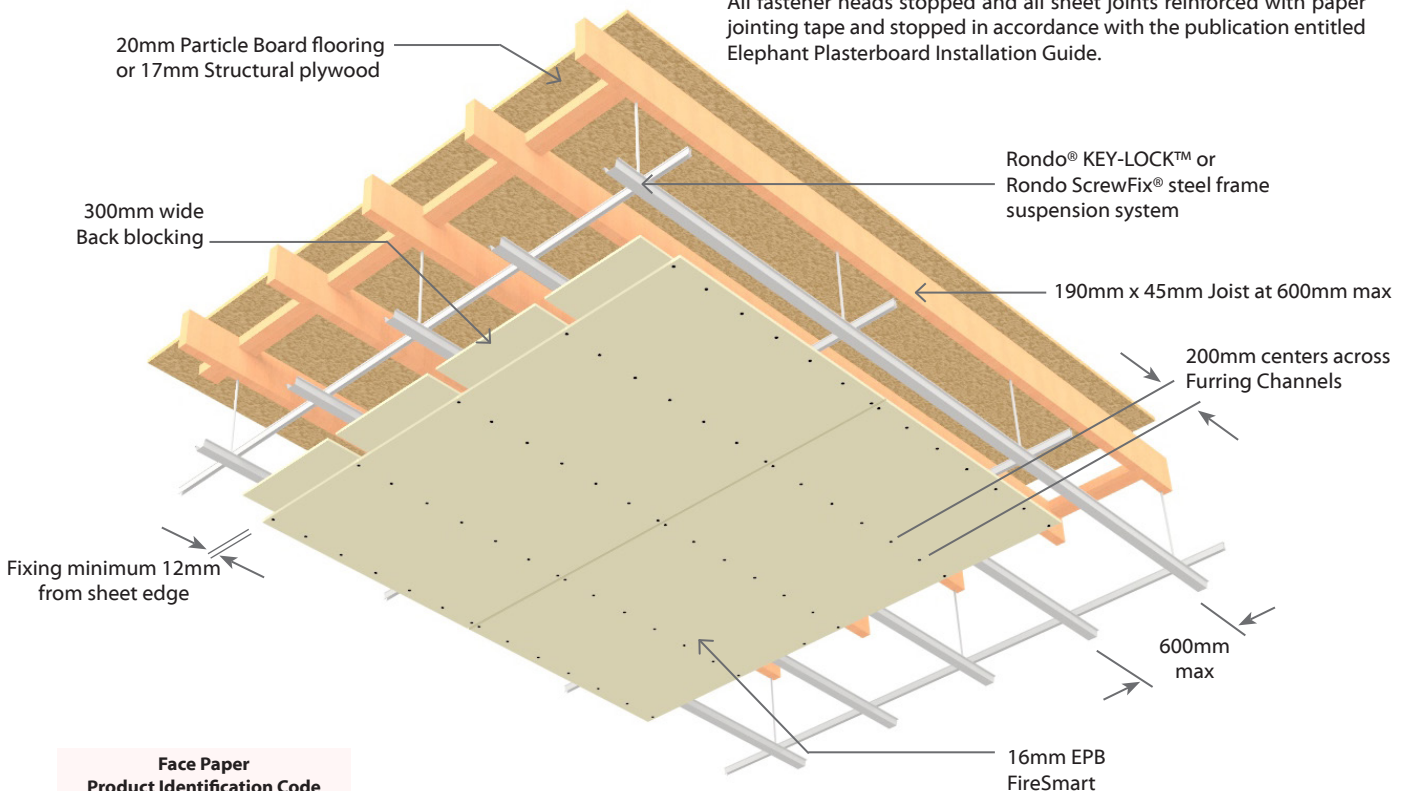 All fastener heads stopped and all sheet joints reinforced with paper
jointing tape and stopped in accordance with the publication entitled
Elephant Plasterboard Installation Guide.
20mm Particle Board flooring
or 17mm Structural plywood
Rondo® KEY-LOCK™ or
Rondo ScrewFix® steel frame
suspension system
300mm wide
Back blocking
190mm x 45mm Joist at 600mm max
200mm centers across
Furring Channels
Fixing minimum 12mm
from sheet edge
600mm
max
16mm EPB
FireSmart
Face Paper
Product Identification Code